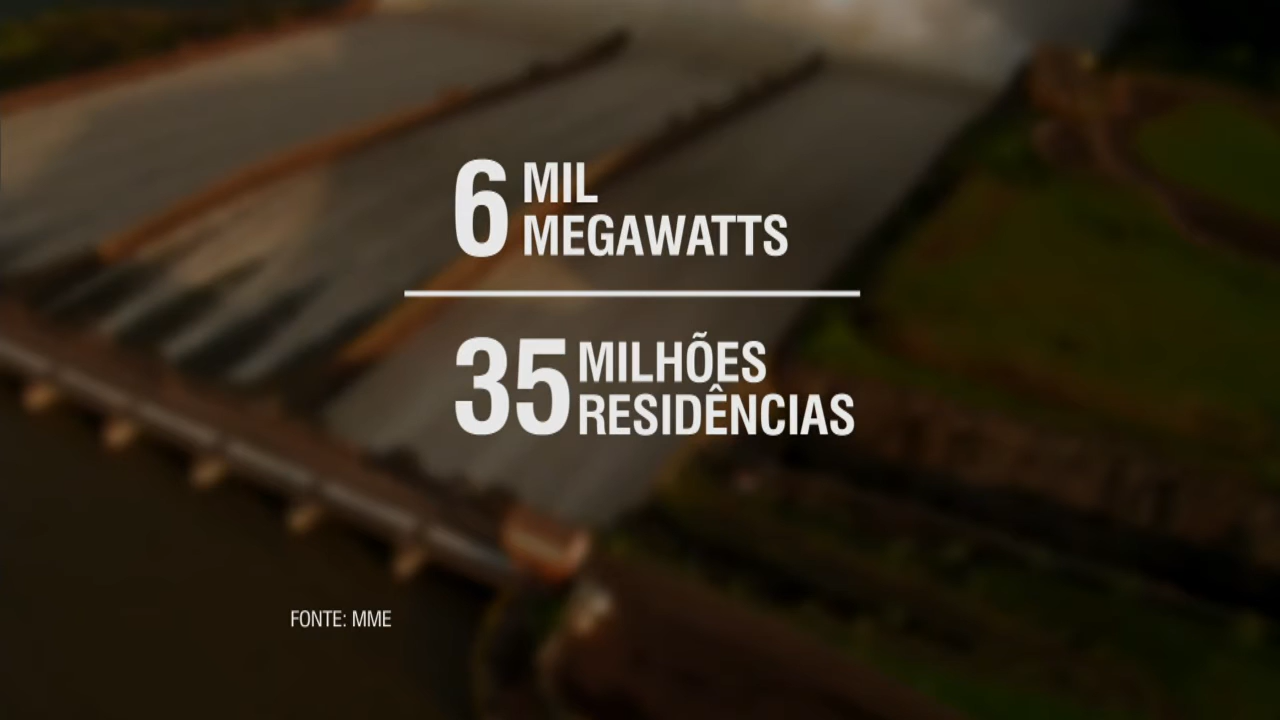 6 MIL
MEGAWATTS
35 MILHÕES
RESIDÊNCIAS
FONTE: MME